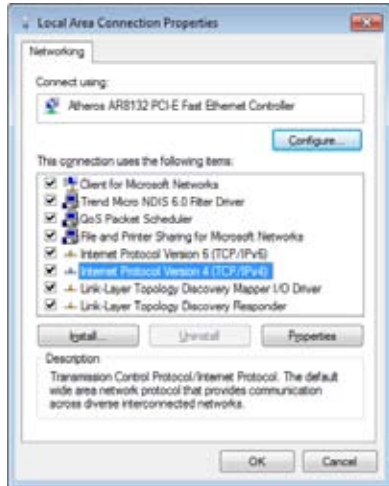 Local Area Connection Properties
Networking
Connect using:
Atheros AR8132 PCI-E Fast Ethernet Controller
Configure...
This connection uses the following items:
Client for Microsoft Networks
Trend Micro NDIS 6.0 Filter Driver
QoS Packet Scheduler
File and Printer Sharing for Microsoft Networks
Internet Protocol Version 6 (TCP/IPv6)
Internet Protocol Version 4 (TCP/IPv4)
Link-Layer Topology Discovery Mapper I/O Driver
Link-Layer Topology Discovery Responder
Install... Uninstall Properties
Description
Transmission Control Protocol/Internet Protocol. The default
wide area network protocol that provides communication
across diverse interconnected networks.
OK Cancel